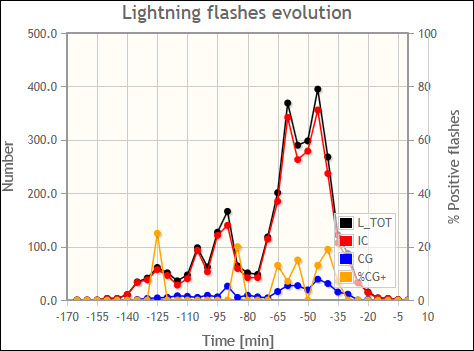 Lightning flashes evolution
500.0
400.0
300.0
200.0
100.0
0.0
Number
100
80
60
40
20
0
% Positive flashes
L_TOT
IC
CG
%CG+
-170 -155 -140 -125 -110 -95 -80 -65 -50 -35 -20 -5 10
Time [min]